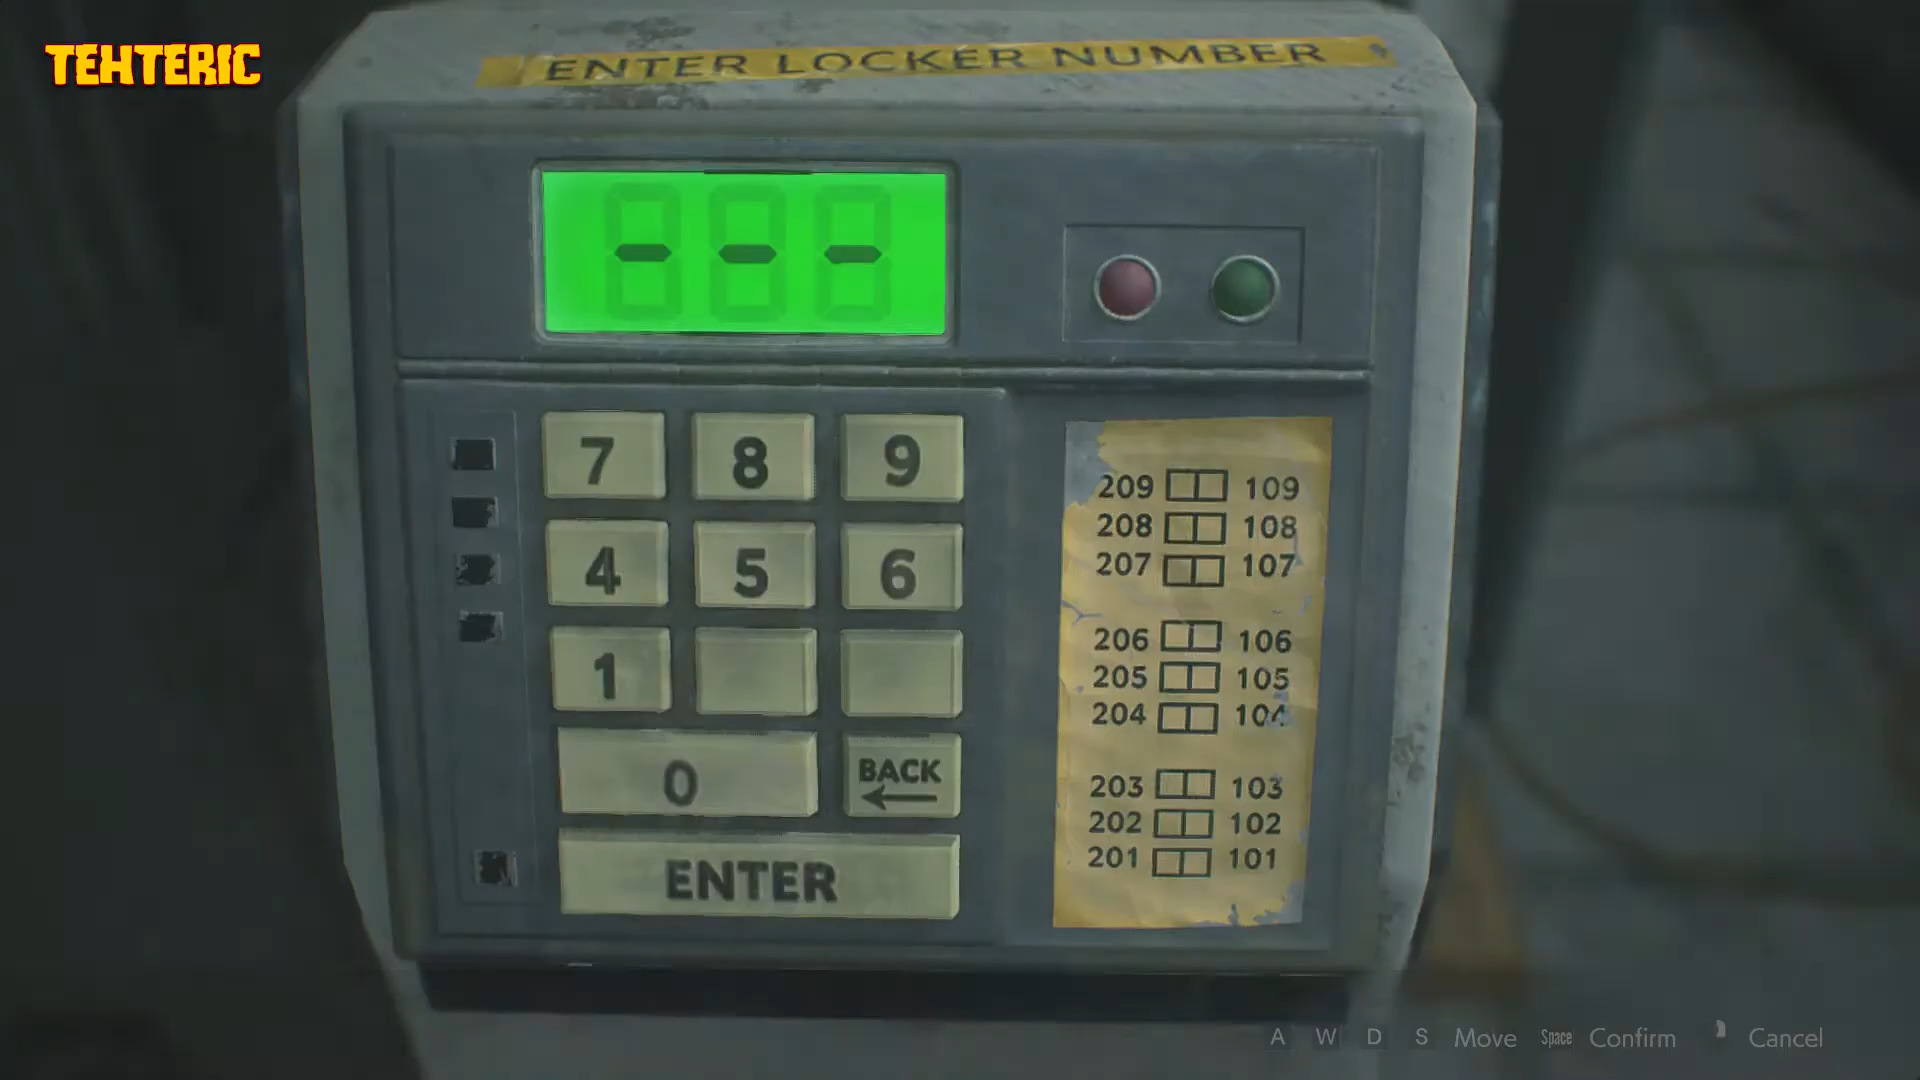 TEHTERIC
ENTER LOCKER NUMBER
- - -
7 8 9
4 5 6
1
0 BACK
ENTER
209 109
208 108
207 107
206 106
205 105
204 104
203 103
202 102
201 101
A W D S Move Space Confirm Cancel